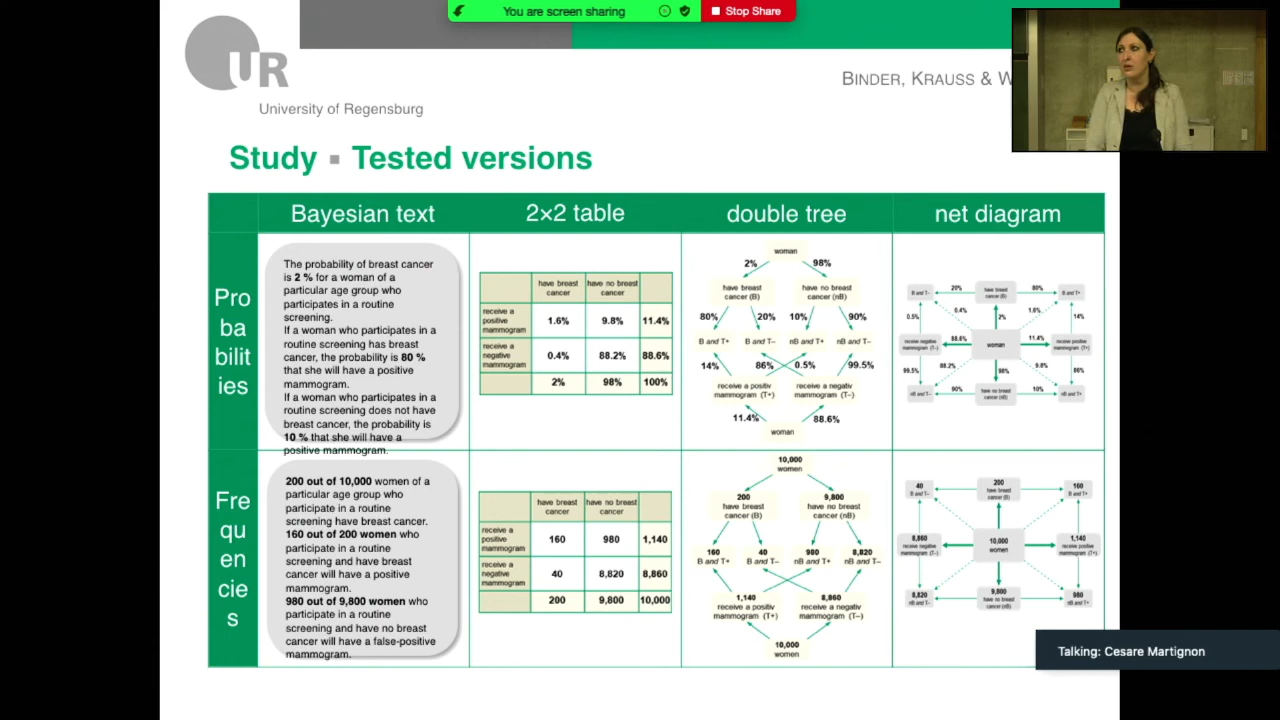 You are screen sharing
Stop Share
UR
University of Regensburg
BINDER, KRAUSS & W
Study ▪ Tested versions
Bayesian text
2×2 table
double tree
net diagram
Pro
ba
bilit
ies
The probability of breast cancer
is 2 % for a woman of a
particular age group who
participates in a routine
screening.
If a woman who participates in a
routine screening has breast
cancer, the probability is 80 %
that she will have a positive
mammogram.
If a woman who participates in a
routine screening does not have
breast cancer, the probability is
10 % that she will have a
positive mammogram.
have breast
cancer
have no breast
cancer
receive a
positive
mammogram
1.6%
9.8%
11.4%
receive a
negative
mammogram
0.4%
88.2%
88.6%
2%
98%
100%
woman
2%
98%
have breast
cancer (B)
have no breast
cancer (nB)
80%
20%
10%
90%
B and T+
B and T–
nB and T+
nB and T–
14%
86%
0.5%
99.5%
receive a positiv
mammogram (T+)
receive a negativ
mammogram (T–)
11.4%
88.6%
woman
B and T–
20%
have breast
cancer (B)
80%
B and T+
0.5%
0.4%
2%
1.6%
14%
receive negative
mammogram (T–)
88.6%
woman
11.4%
receive positive
mammogram (T+)
99.5%
88.2%
98%
9.8%
86%
nB and T–
90%
have no breast
cancer (nB)
10%
nB and T+
Fre
qu
en
cie
s
200 out of 10,000 women of a
particular age group who
participate in a routine
screening have breast cancer.
160 out of 200 women who
participate in a routine
screening and have breast
cancer will have a positive
mammogram.
980 out of 9,800 women who
participate in a routine
screening and have no breast
cancer will have a false-positive
mammogram.
have breast
cancer
have no breast
cancer
receive a
positive
mammogram
160
980
1,140
receive a
negative
mammogram
40
8,820
8,860
200
9,800
10,000
10,000
women
200
have breast
cancer (B)
9,800
have no breast
cancer (nB)
160
B and T+
40
B and T–
980
nB and T+
8,820
nB and T–
1,140
receive a positiv
mammogram (T+)
8,860
receive a negativ
mammogram (T–)
10,000
women
40
B and T–
200
have breast
cancer (B)
160
B and T+
8,860
receive negative
mammogram (T–)
10,000
women
1,140
receive positive
mammogram (T+)
8,820
nB and T–
9,800
have no breast
cancer (nB)
980
nB and T+
Talking: Cesare Martignon